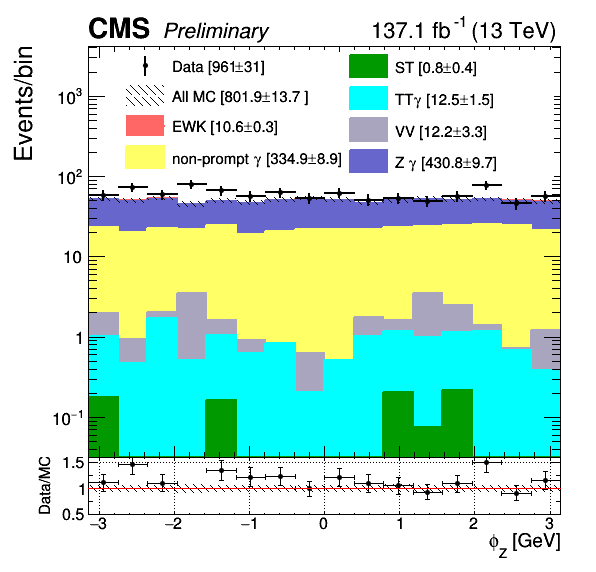 CMS Preliminary 137.1 fb⁻¹ (13 TeV)
Events/bin
Data [961±31]
All MC [801.9±13.7 ]
EWK [10.6±0.3]
non-prompt γ [334.9±8.9]
ST [0.8±0.4]
TTγ [12.5±1.5]
VV [12.2±3.3]
Z γ [430.8±9.7]
10³
10²
10
1
10⁻¹
Data/MC
1.5
1
0.5
−3 −2 −1 0 1 2 3
ϕ_Z [GeV]